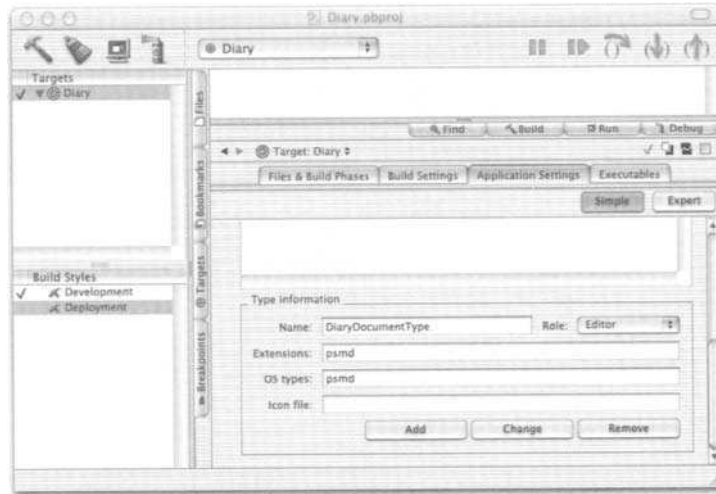 Diary.pbproj
Diary
Targets
Diary
Files
Bookmarks
Targets
Breakpoints
Find
Build
Run
Debug
Target: Diary
Files & Build Phases
Build Settings
Application Settings
Executables
Simple
Expert
Build Styles
Development
Deployment
Type information
Name: DiaryDocumentType
Role: Editor
Extensions: psmd
OS types: psmd
Icon file:
Add
Change
Remove